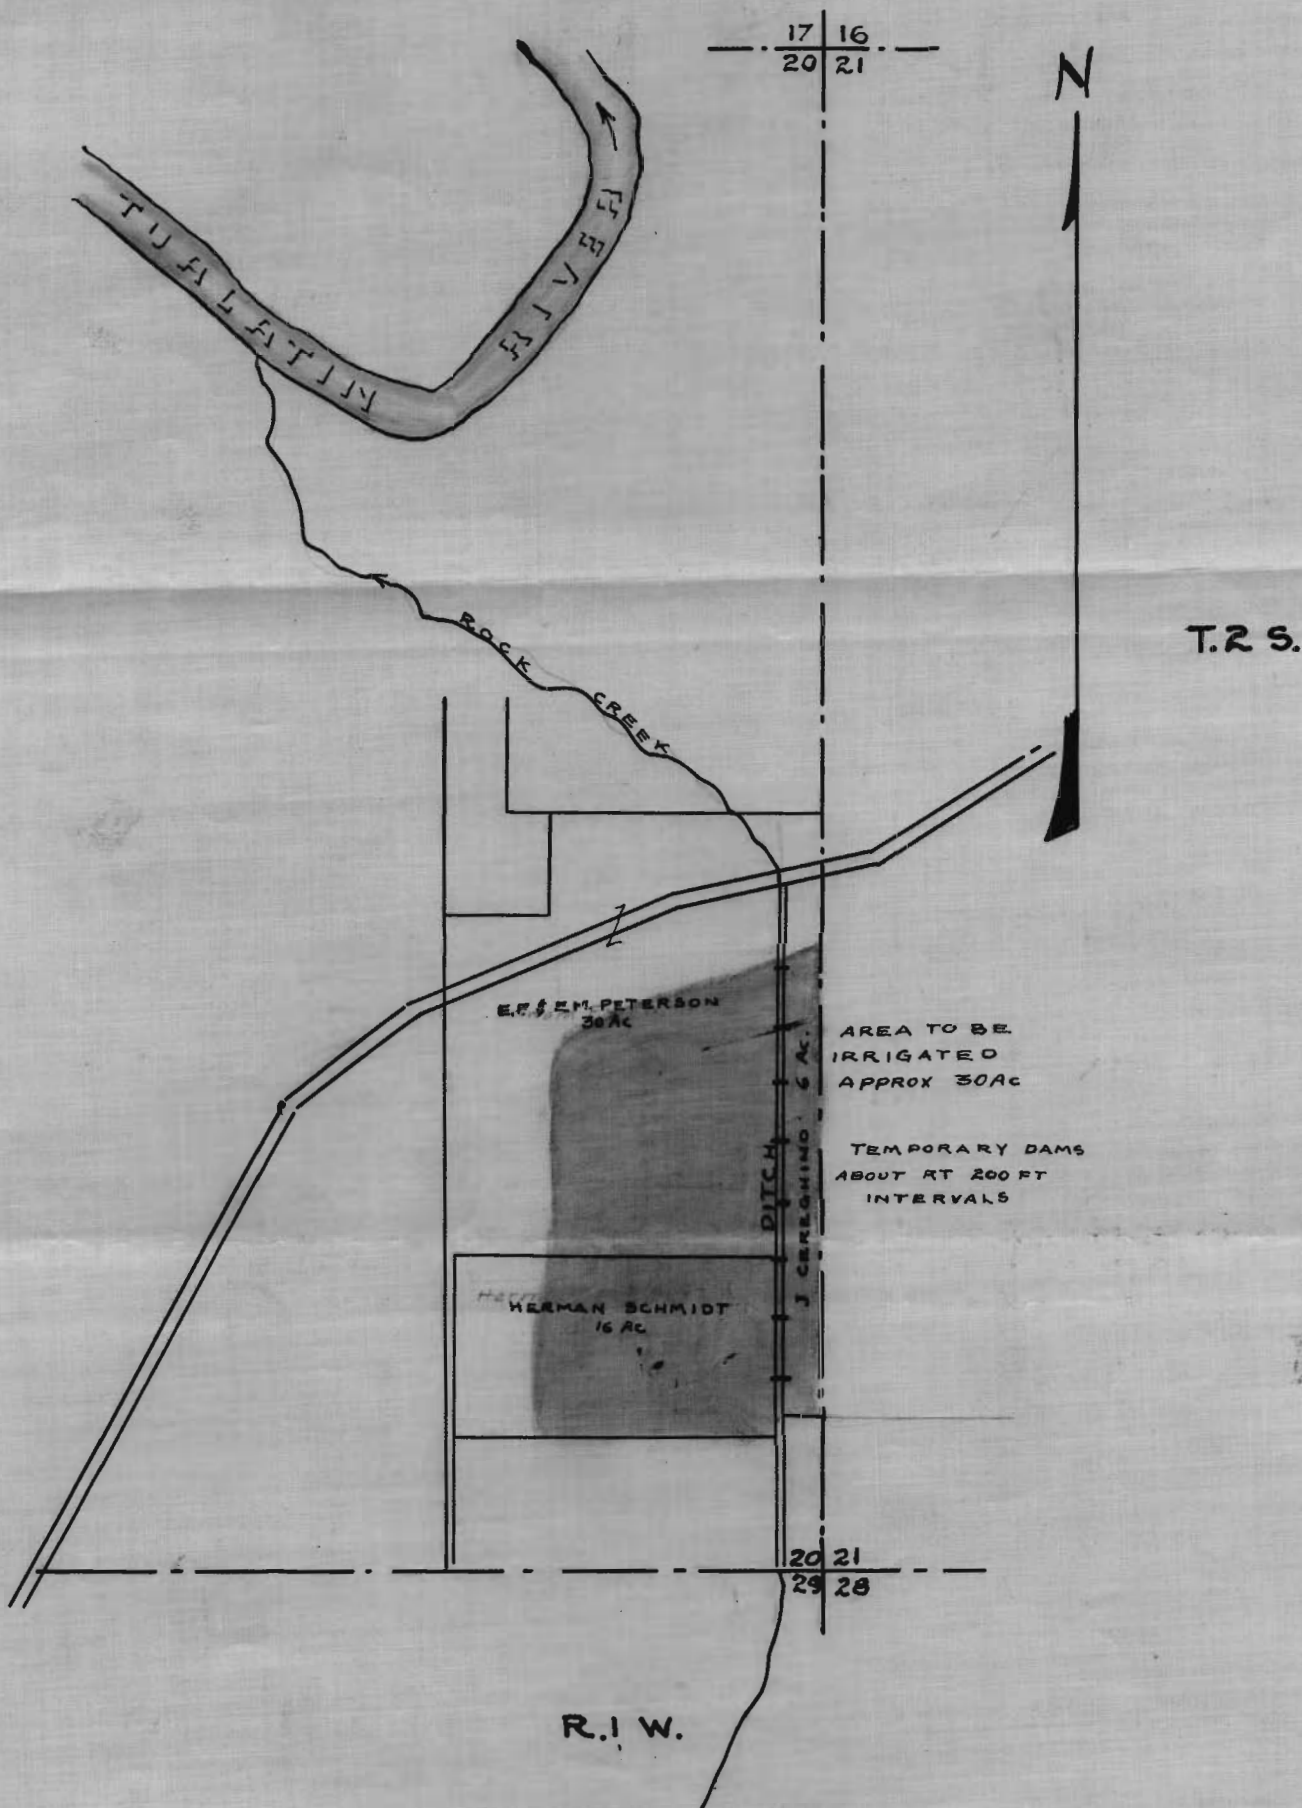 17 16
20 21
N
TUALATIN RIVER
T.2 S.
ROCK CREEK
E.F. & E.M. PETERSON
30 AC
AREA TO BE
IRRIGATED
APPROX 30AC
J CEREGHINO 6 AC.
DITCH
TEMPORARY DAMS
ABOUT AT 200 FT
INTERVALS
HERMAN SCHMIDT
16 AC
20 21
29 28
R.1 W.